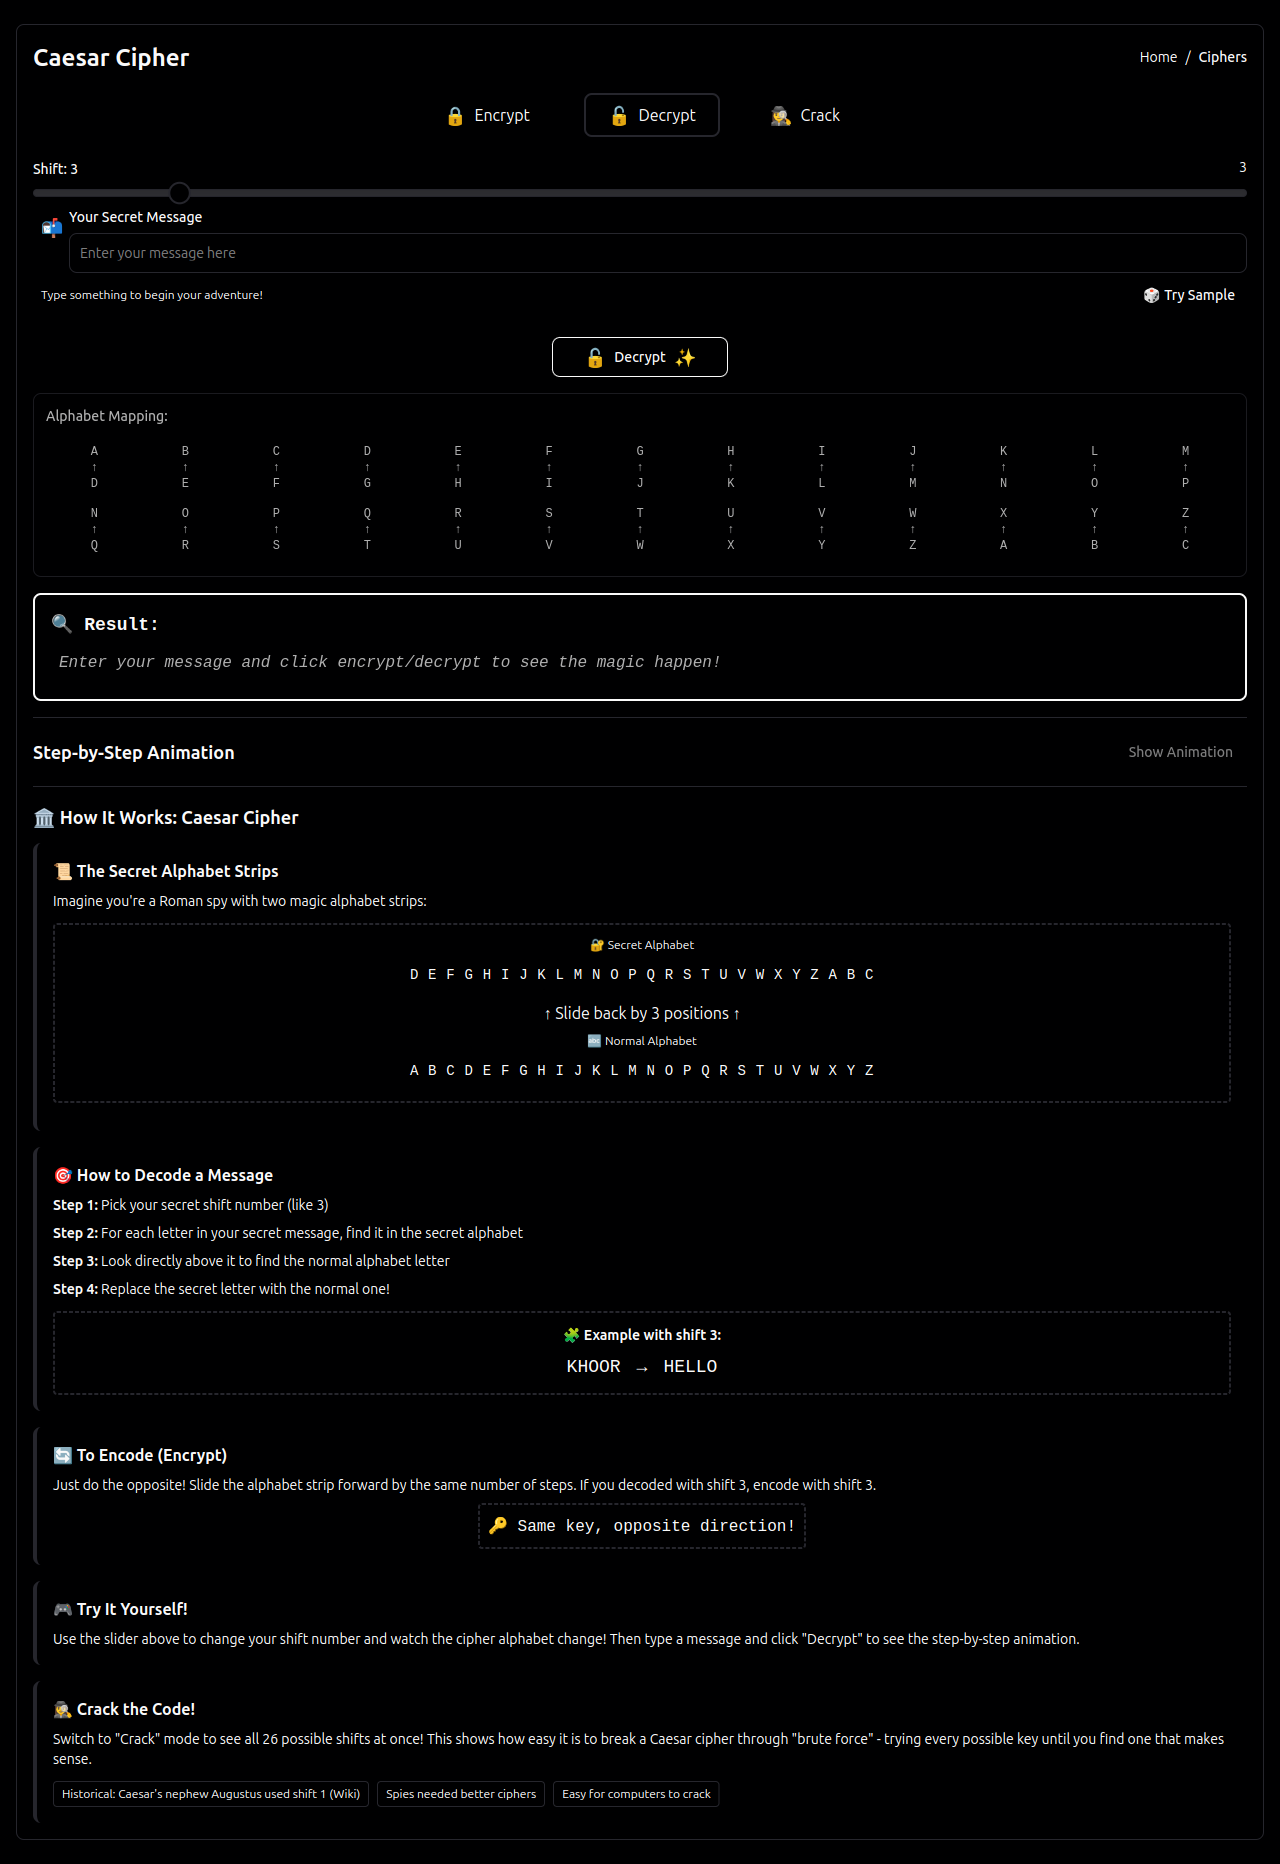 Caesar Cipher
Home / Ciphers
🔒 Encrypt
🔓 Decrypt
🕵️ Crack
Shift: 3
3
📬 Your Secret Message
Enter your message here
Type something to begin your adventure!
🎲 Try Sample
🔓 Decrypt ✨
Alphabet Mapping:
A B C D E F G H I J K L M
↑ ↑ ↑ ↑ ↑ ↑ ↑ ↑ ↑ ↑ ↑ ↑ ↑
D E F G H I J K L M N O P
N O P Q R S T U V W X Y Z
↑ ↑ ↑ ↑ ↑ ↑ ↑ ↑ ↑ ↑ ↑ ↑ ↑
Q R S T U V W X Y Z A B C
🔍 Result:
Enter your message and click encrypt/decrypt to see the magic happen!
Step-by-Step Animation
Show Animation
🏛️ How It Works: Caesar Cipher
📜 The Secret Alphabet Strips
Imagine you're a Roman spy with two magic alphabet strips:
🔐 Secret Alphabet
D E F G H I J K L M N O P Q R S T U V W X Y Z A B C
↑ Slide back by 3 positions ↑
🔤 Normal Alphabet
A B C D E F G H I J K L M N O P Q R S T U V W X Y Z
🎯 How to Decode a Message
Step 1: Pick your secret shift number (like 3)
Step 2: For each letter in your secret message, find it in the secret alphabet
Step 3: Look directly above it to find the normal alphabet letter
Step 4: Replace the secret letter with the normal one!
🧩 Example with shift 3:
KHOOR → HELLO
🔄 To Encode (Encrypt)
Just do the opposite! Slide the alphabet strip forward by the same number of steps. If you decoded with shift 3, encode with shift 3.
🔑 Same key, opposite direction!
🎮 Try It Yourself!
Use the slider above to change your shift number and watch the cipher alphabet change! Then type a message and click "Decrypt" to see the step-by-step animation.
🕵️ Crack the Code!
Switch to "Crack" mode to see all 26 possible shifts at once! This shows how easy it is to break a Caesar cipher through "brute force" - trying every possible key until you find one that makes
sense.
Historical: Caesar's nephew Augustus used shift 1 (Wiki)
Spies needed better ciphers
Easy for computers to crack